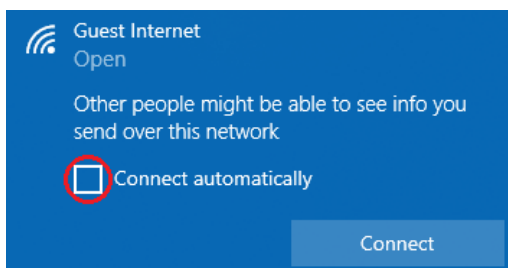 Guest Internet
Open
Other people might be able to see info you
send over this network
Connect automatically
Connect